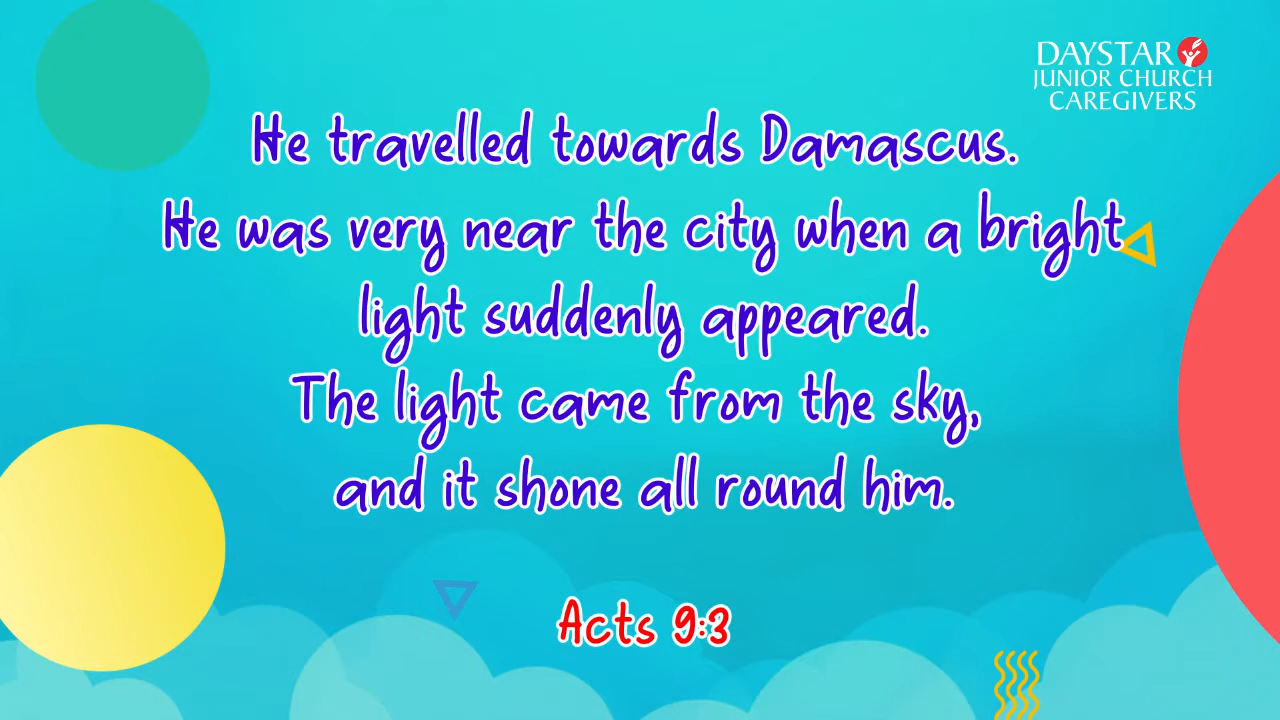 DAYSTAR
JUNIOR CHURCH
CAREGIVERS
He travelled towards Damascus.
He was very near the city when a bright
light suddenly appeared.
The light came from the sky,
and it shone all round him.
Acts 9:3